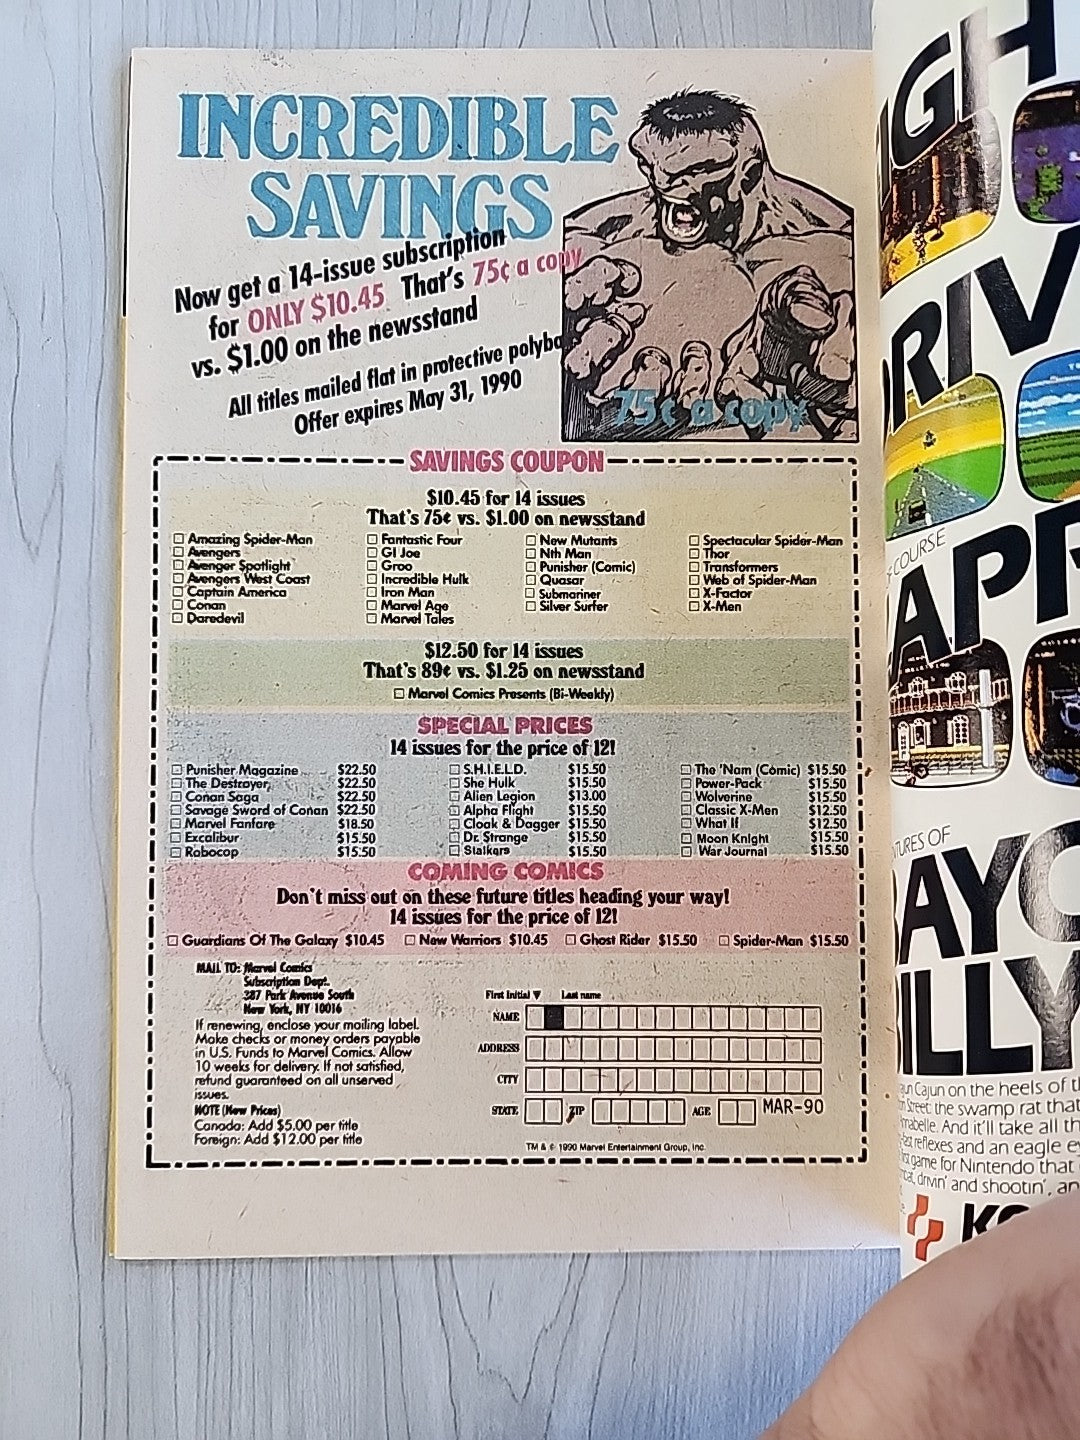 INCREDIBLE
SAVINGS
Now get a 14-issue subscription
for ONLY $10.45 That's 75¢ a copy
vs. $1.00 on the newsstand
All titles mailed flat in protective polyba
Offer expires May 31, 1990
75¢ a copy
SAVINGS COUPON
$10.45 for 14 issues
That's 75¢ vs. $1.00 on newsstand
Amazing Spider-Man
Avengers
Avenger Spotlight
Avengers West Coast
Captain America
Conan
Daredevil
Fantastic Four
GI Joe
Groo
Incredible Hulk
Iron Man
Marvel Age
Marvel Tales
New Mutants
Nth Man
Punisher (Comic)
Quasar
Submariner
Silver Surfer
Spectacular Spider-Man
Thor
Transformers
Web of Spider-Man
X-Factor
X-Men
$12.50 for 14 issues
That's 89¢ vs. $1.25 on newsstand
Marvel Comics Presents (Bi-Weekly)
SPECIAL PRICES
14 issues for the price of 12!
Punisher Magazine $22.50
The Destroyer $22.50
Conan Saga $22.50
Savage Sword of Conan $22.50
Marvel Fanfare $18.50
Excalibur $15.50
Robocop $15.50
S.H.I.E.L.D. $15.50
She Hulk $15.50
Alien Legion $13.00
Alpha Flight $15.50
Cloak & Dagger $15.50
Dr. Strange $15.50
Stalkers $15.50
The 'Nam (Comic) $15.50
Power-Pack $15.50
Wolverine $15.50
Classic X-Men $12.50
What If $12.50
Moon Knight $15.50
War Journal $15.50
COMING COMICS
Don't miss out on these future titles heading your way!
14 issues for the price of 12!
Guardians Of The Galaxy $10.45 New Warriors $10.45 Ghost Rider $15.50 Spider-Man $15.50
MAIL TO: Marvel Comics
Subscription Dept.
387 Park Avenue South
New York, NY 10016
If renewing, enclose your mailing label.
Make checks or money orders payable
in U.S. Funds to Marvel Comics. Allow
10 weeks for delivery. If not satisfied,
refund guaranteed on all unserved
issues.
NOTE (New Prices)
Canada: Add $5.00 per title
Foreign: Add $12.00 per title
First Initial ▼ Last name
NAME
ADDRESS
CITY
STATE ZIP AGE MAR-90
TM & © 1990 Marvel Entertainment Group, Inc.
IGH
DRIV
COURSE
APR
TURES OF
AYO
ILLY
Cajun on the heels of t
Street: the swamp rat that
nabelle. And it'll take all th
reflexes and an eagle e
game for Nintendo that
drivin' and shootin', an
KO